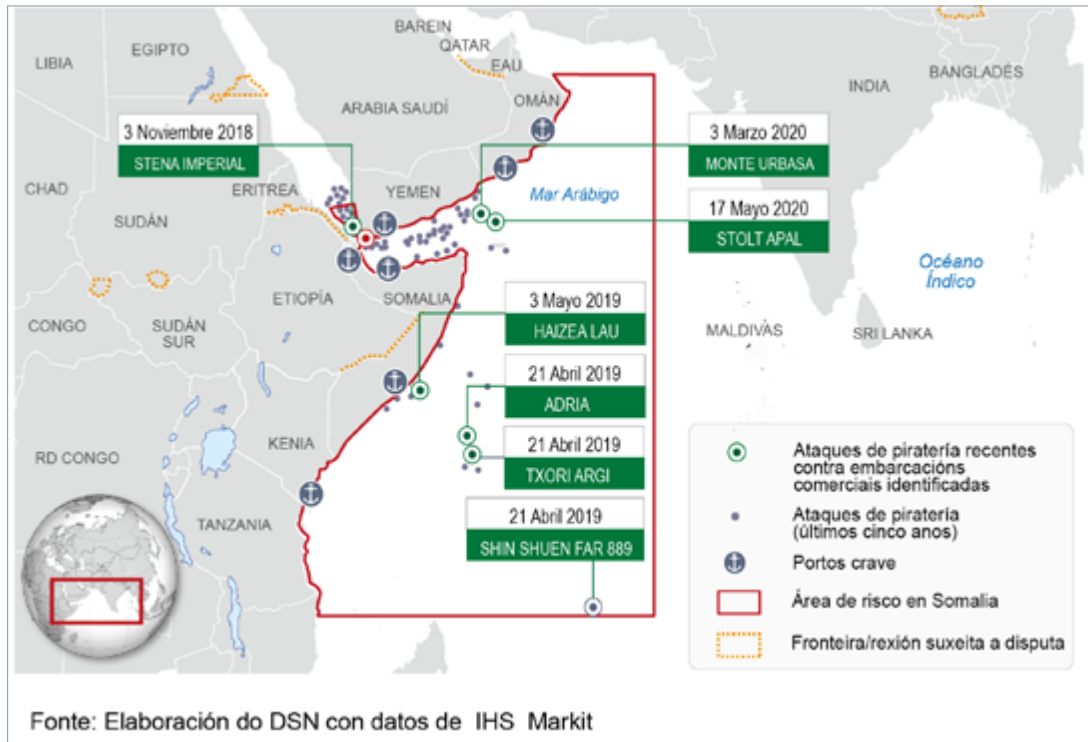 BAREIN
QATAR
EAU
EGIPTO
LIBIA
ARABIA SAUDÍ
OMÁN
INDIA
BANGLADÉS
3 Noviembre 2018
STENA IMPERIAL
3 Marzo 2020
MONTE URBASA
CHAD
SUDÁN
ERITREA
YEMEN
Mar Arábigo
17 Mayo 2020
STOLT APAL
Océano
Índico
ETIOPÍA
SOMALIA
3 Mayo 2019
HAIZEA LAU
CONGO
SUDÁN
SUR
MALDIVAS
SRI LANKA
21 Abril 2019
ADRIA
KENIA
RD CONGO
21 Abril 2019
TXORI ARGI
TANZANIA
21 Abril 2019
SHIN SHUEN FAR 889
Ataques de piratería recentes
contra embarcacións
comerciais identificadas
Ataques de piratería
(últimos cinco anos)
Portos crave
Área de risco en Somalia
Fronteira/rexión suxeita a disputa
Fonte: Elaboración do DSN con datos de IHS Markit